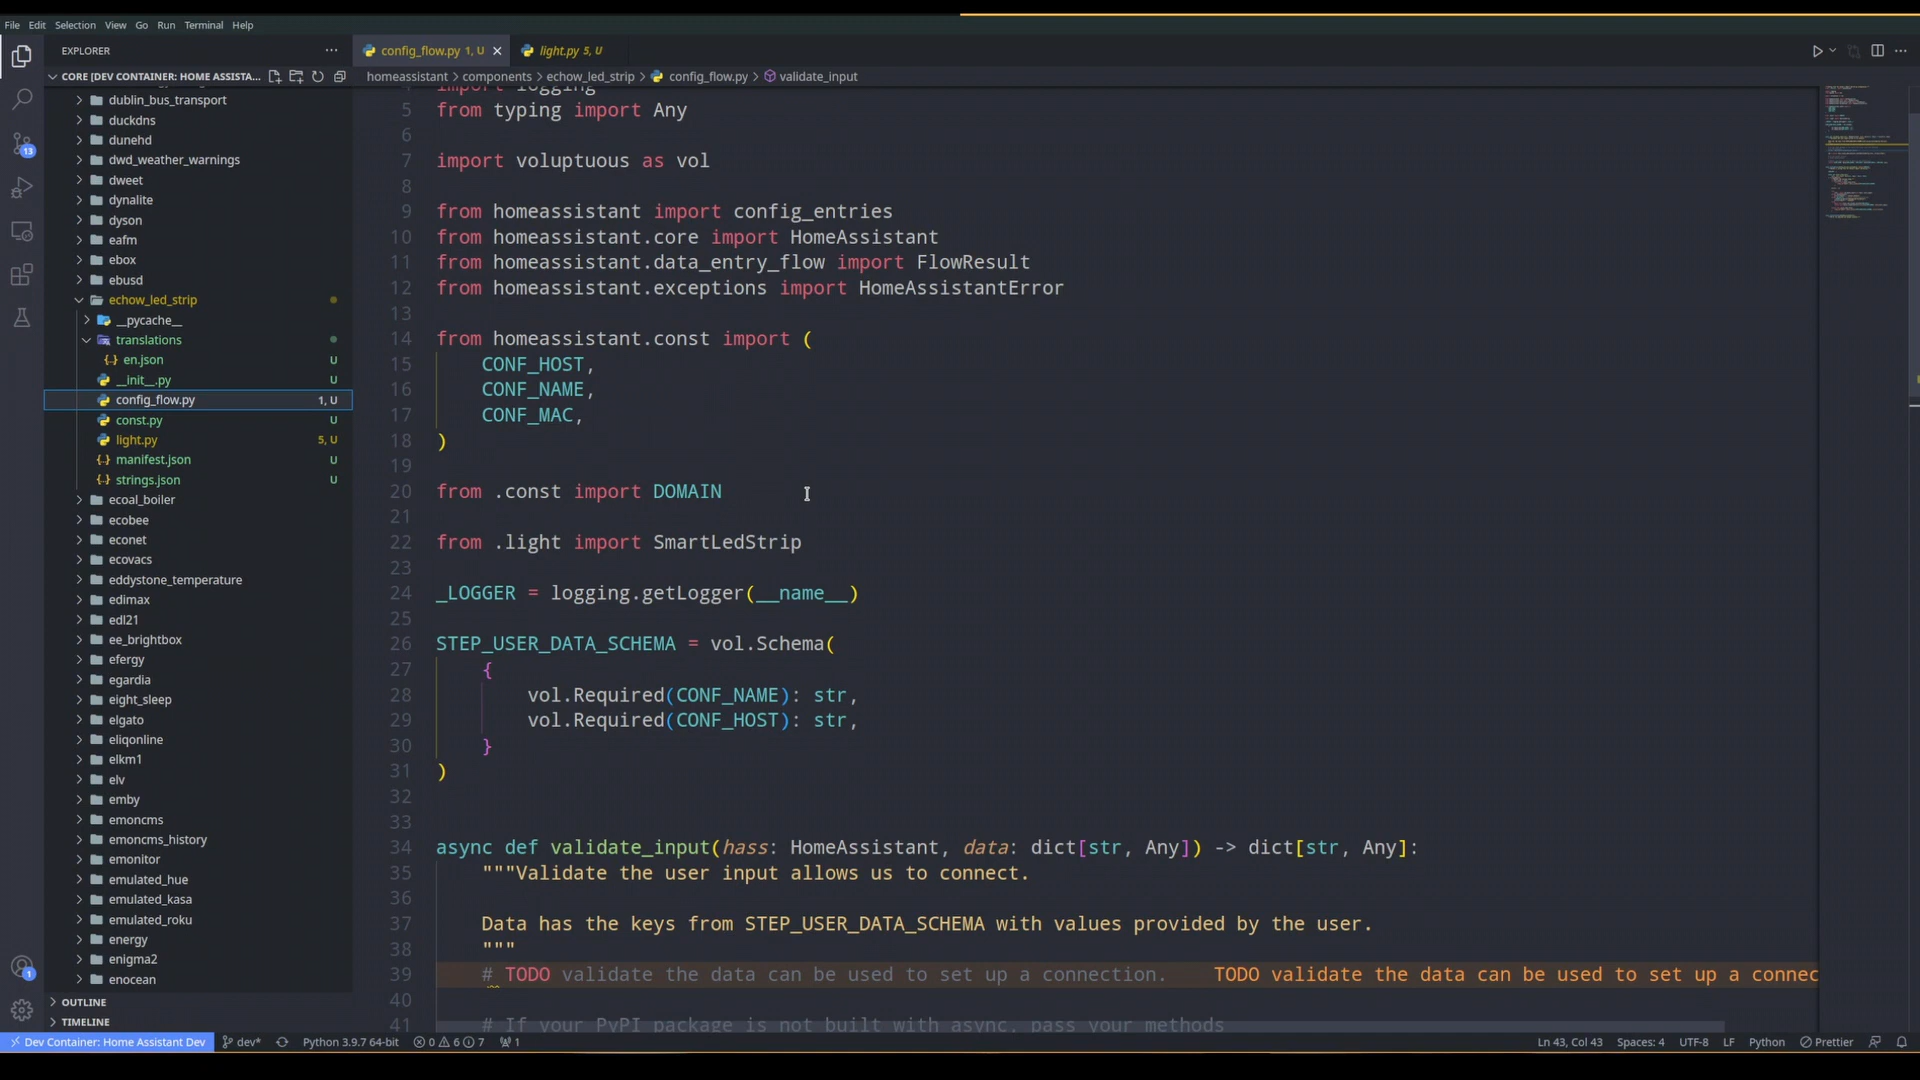 File Edit Selection View Go Run Terminal Help
EXPLORER
CORE [DEV CONTAINER: HOME ASSISTA...
dublin_bus_transport
duckdns
dunehd
dwd_weather_warnings
dweet
dynalite
dyson
eafm
ebox
ebusd
echow_led_strip
__pycache__
translations
en.json U
__init__.py U
config_flow.py 1, U
const.py U
light.py 5, U
manifest.json U
strings.json U
ecoal_boiler
ecobee
econet
ecovacs
eddystone_temperature
edimax
edl21
ee_brightbox
efergy
egardia
eight_sleep
elgato
eliqonline
elkm1
elv
emby
emoncms
emoncms_history
emonitor
emulated_hue
emulated_kasa
emulated_roku
energy
enigma2
enocean
OUTLINE
TIMELINE
13
1
config_flow.py 1, U
light.py 5, U
homeassistant > components > echow_led_strip > config_flow.py > validate_input
4 import logging
5 from typing import Any
6
7 import voluptuous as vol
8
9 from homeassistant import config_entries
10 from homeassistant.core import HomeAssistant
11 from homeassistant.data_entry_flow import FlowResult
12 from homeassistant.exceptions import HomeAssistantError
13
14 from homeassistant.const import (
15 CONF_HOST,
16 CONF_NAME,
17 CONF_MAC,
18 )
19
20 from .const import DOMAIN
21
22 from .light import SmartLedStrip
23
24 _LOGGER = logging.getLogger(__name__)
25
26 STEP_USER_DATA_SCHEMA = vol.Schema(
27 {
28 vol.Required(CONF_NAME): str,
29 vol.Required(CONF_HOST): str,
30 }
31 )
32
33
34 async def validate_input(hass: HomeAssistant, data: dict[str, Any]) -> dict[str, Any]:
35 """Validate the user input allows us to connect.
36
37 Data has the keys from STEP_USER_DATA_SCHEMA with values provided by the user.
38 """
39 # TODO validate the data can be used to set up a connection. TODO validate the data can be used to set up a connec
40
41 # If your PyPI package is not built with async, pass your methods
Dev Container: Home Assistant Dev dev* Python 3.9.7 64-bit 0 6 7 1 Ln 43, Col 43 Spaces: 4 UTF-8 LF Python Prettier